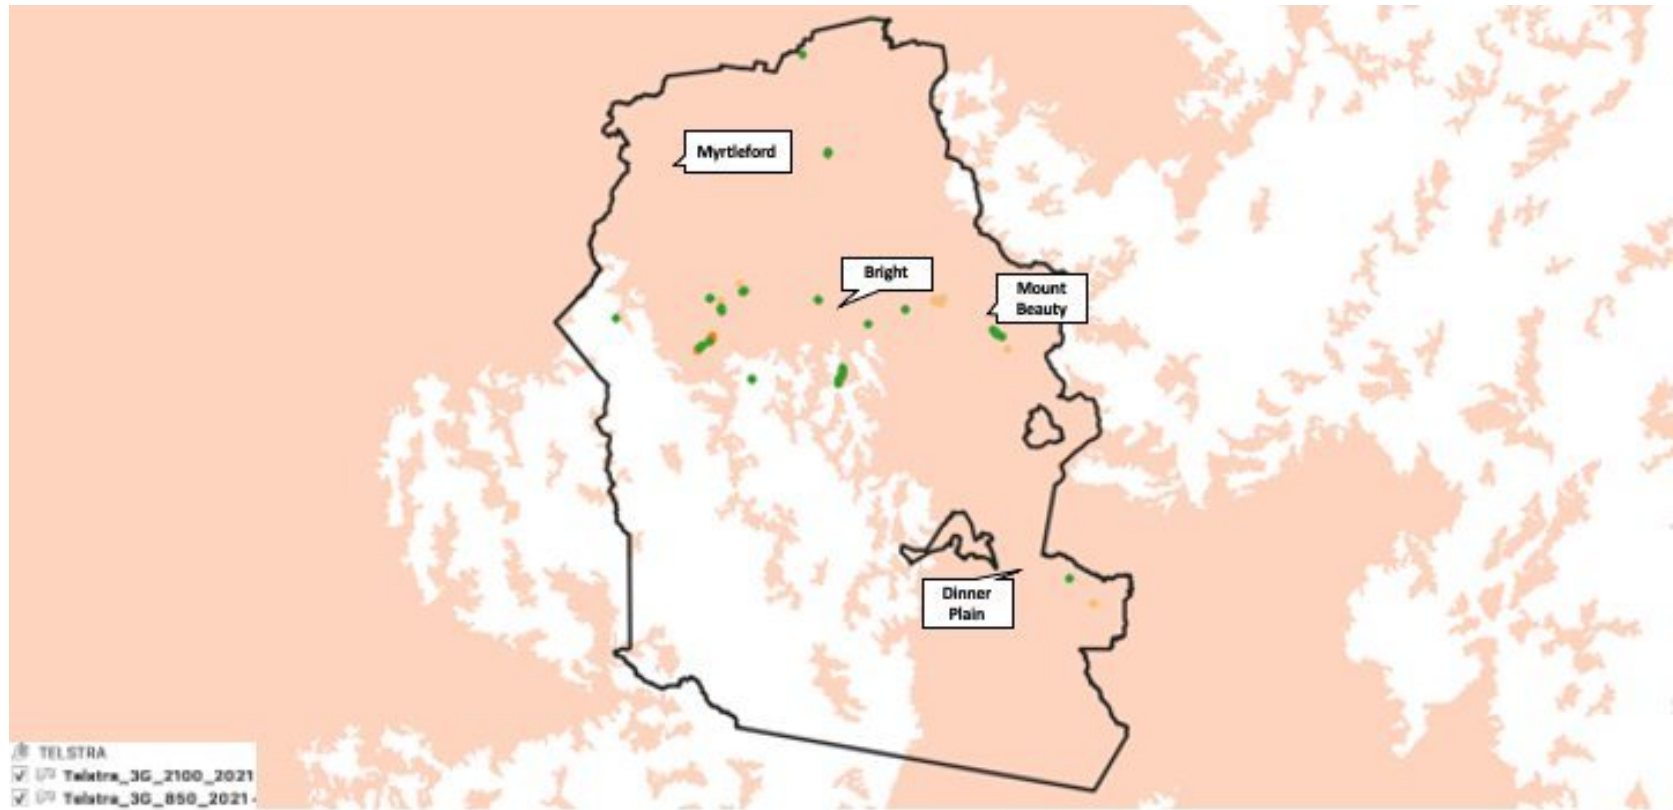 Myrtleford
Bright
Mount
Beauty
Dinner
Plain
TELSTRA
Telstra_3G_2100_2021
Telstra_3G_850_2021-